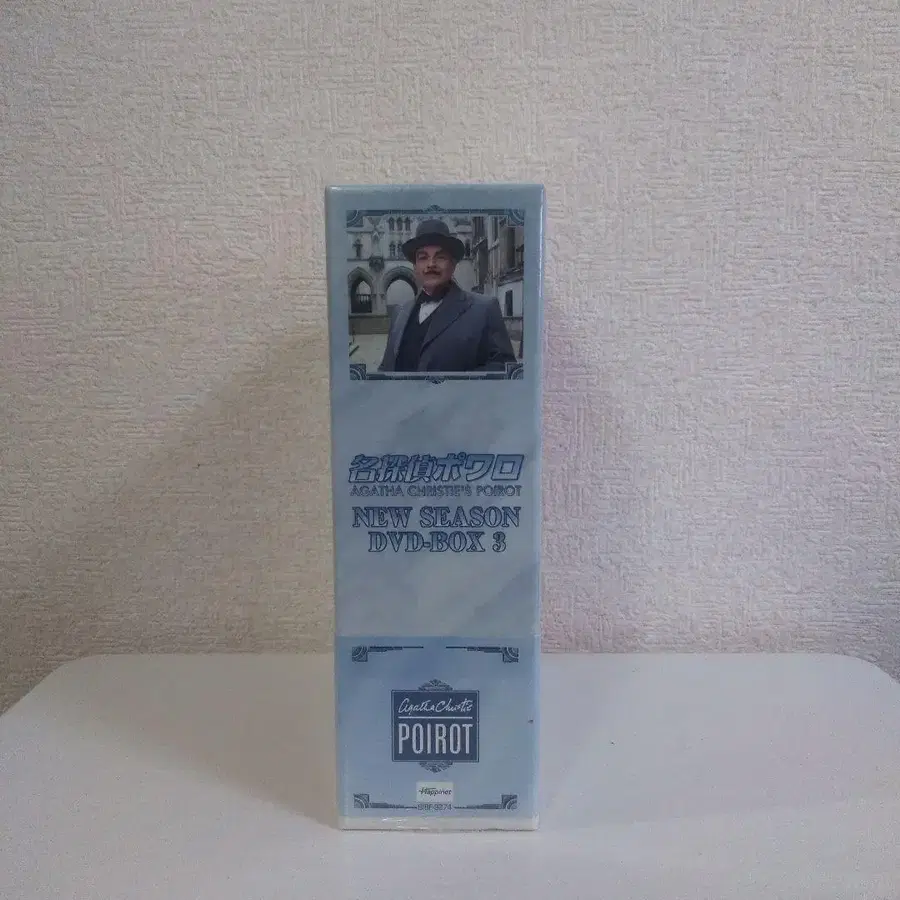 名探偵ポワロ
AGATHA CHRISTIE'S POIROT
NEW SEASON
DVD-BOX 3
Agatha Christie
POIROT
Happinet